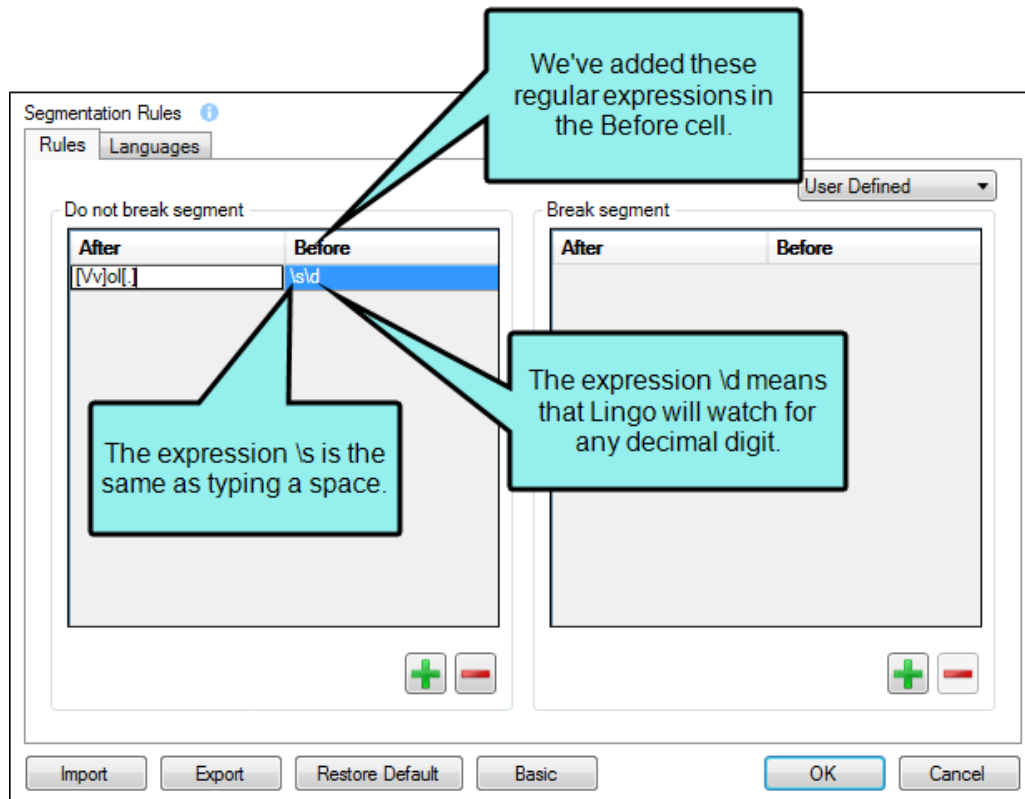 We've added these
regular expressions in
the Before cell.
Segmentation Rules
Rules Languages
User Defined
Do not break segment
Break segment
After Before
After Before
[Vv]ol[.]
\s\d
The expression \d means
that Lingo will watch for
any decimal digit.
The expression \s is the
same as typing a space.
Import Export Restore Default Basic OK Cancel